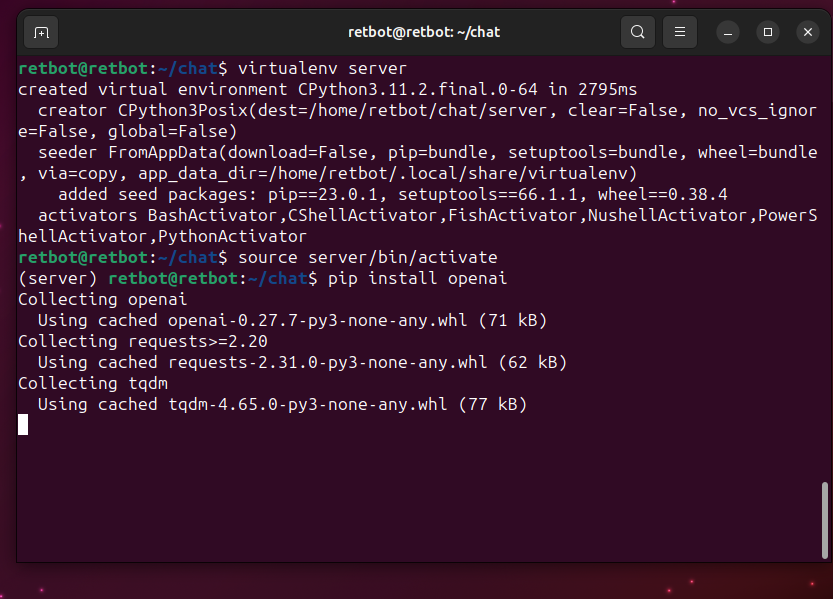 retbot@retbot: ~/chat
retbot@retbot:~/chat$ virtualenv server
created virtual environment CPython3.11.2.final.0-64 in 2795ms
  creator CPython3Posix(dest=/home/retbot/chat/server, clear=False, no_vcs_ignor
e=False, global=False)
  seeder FromAppData(download=False, pip=bundle, setuptools=bundle, wheel=bundle
, via=copy, app_data_dir=/home/retbot/.local/share/virtualenv)
    added seed packages: pip==23.0.1, setuptools==66.1.1, wheel==0.38.4
  activators BashActivator,CShellActivator,FishActivator,NushellActivator,PowerS
hellActivator,PythonActivator
retbot@retbot:~/chat$ source server/bin/activate
(server) retbot@retbot:~/chat$ pip install openai
Collecting openai
  Using cached openai-0.27.7-py3-none-any.whl (71 kB)
Collecting requests>=2.20
  Using cached requests-2.31.0-py3-none-any.whl (62 kB)
Collecting tqdm
  Using cached tqdm-4.65.0-py3-none-any.whl (77 kB)